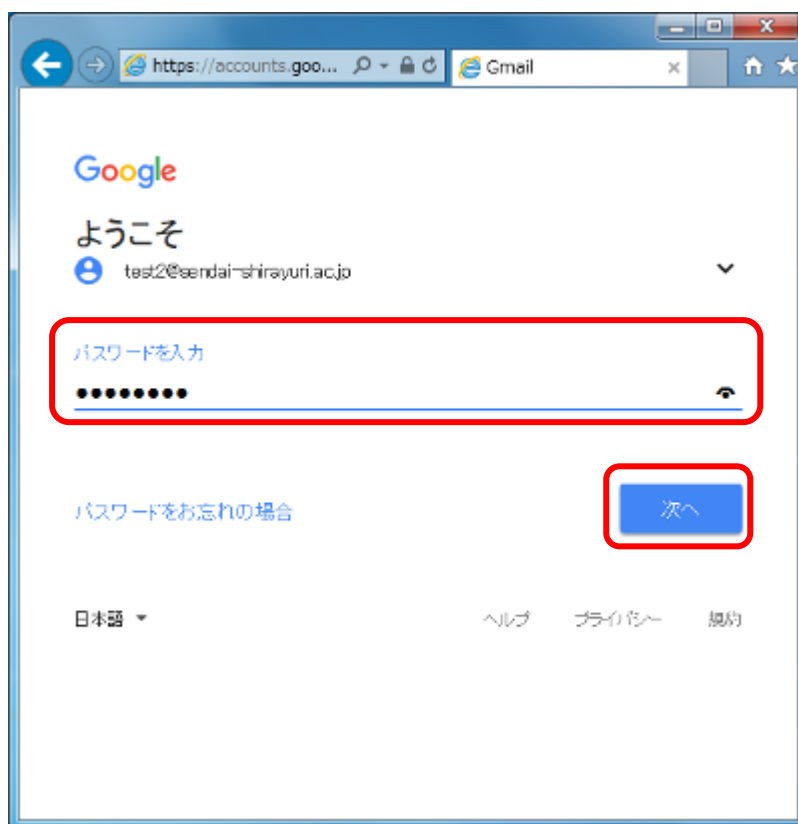 https://accounts.goo... Gmail
Google
ようこそ
test2@sendai-shirayuri.ac.jp
パスワードを入力
••••••••
パスワードをお忘れの場合 次へ
日本語 ヘルプ プライバシー 規約